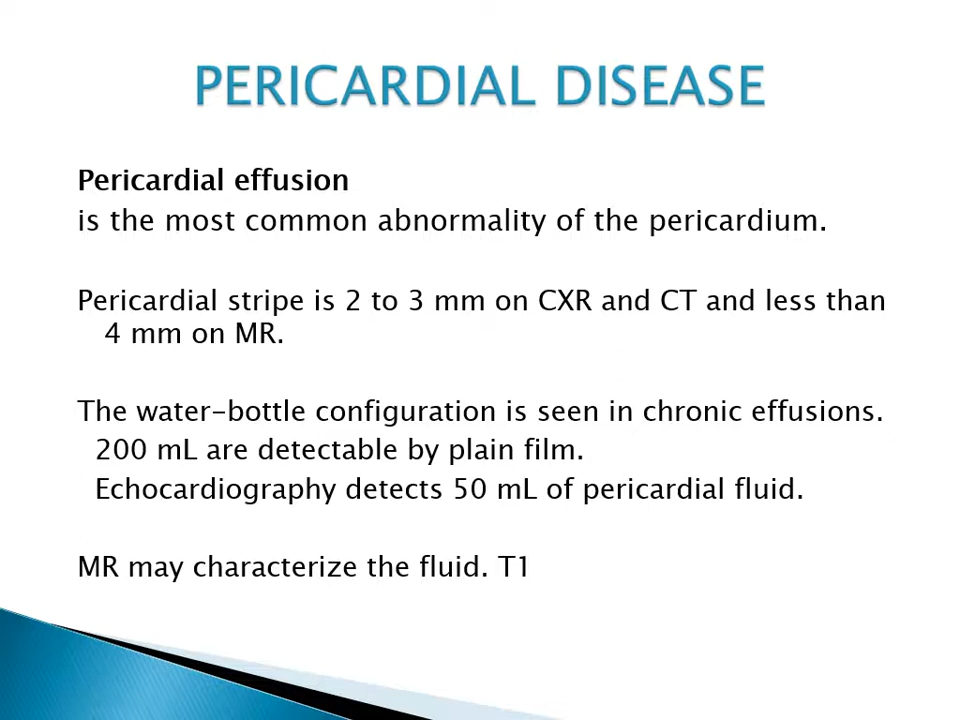 PERICARDIAL DISEASE
Pericardial effusion
is the most common abnormality of the pericardium.
Pericardial stripe is 2 to 3 mm on CXR and CT and less than
4 mm on MR.
The water-bottle configuration is seen in chronic effusions.
200 mL are detectable by plain film.
Echocardiography detects 50 mL of pericardial fluid.
MR may characterize the fluid. T1